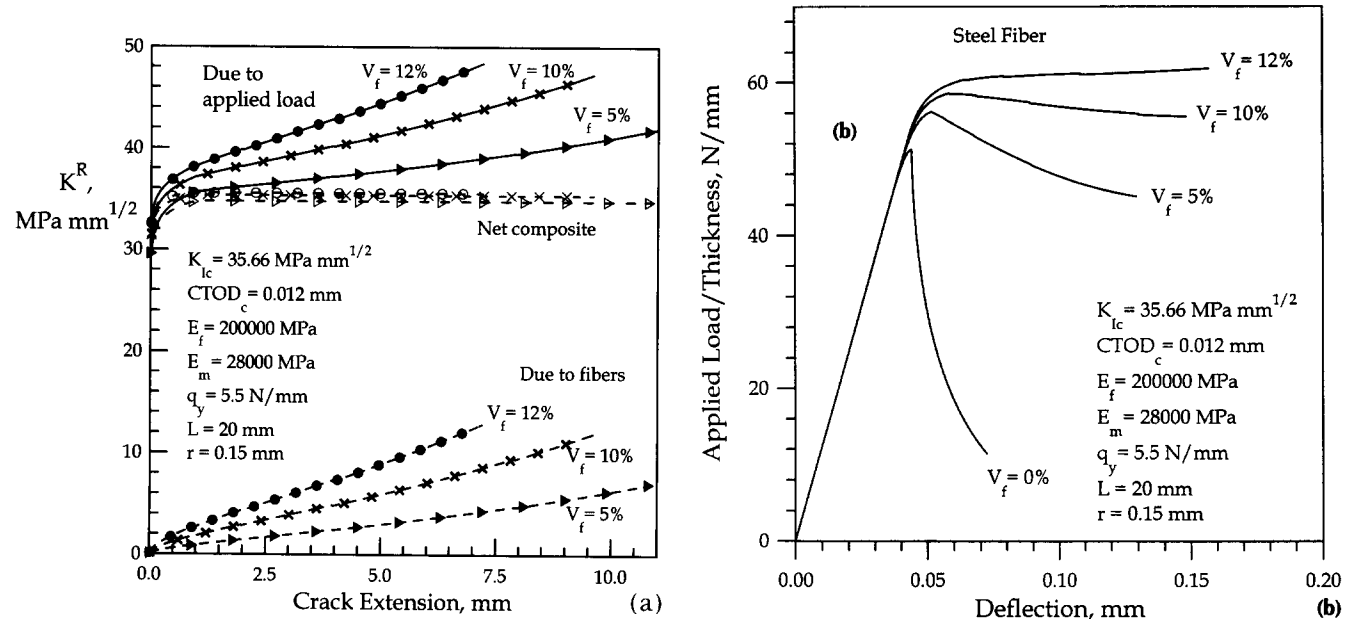 50
40
30
20
10
0
K^R,
MPa mm^1/2
Due to
applied load
V_f = 12%
V_f = 10%
V_f = 5%
Net composite
K_Ic = 35.66 MPa mm^1/2
CTOD_c = 0.012 mm
E_f = 200000 MPa
E_m = 28000 MPa
q_y = 5.5 N/mm
L = 20 mm
r = 0.15 mm
Due to fibers
V_f = 12%
V_f = 10%
V_f = 5%
0.0 2.5 5.0 7.5 10.0
Crack Extension, mm
(a)
Applied Load/Thickness, N/mm
60
40
20
0
Steel Fiber
(b)
V_f = 12%
V_f = 10%
V_f = 5%
V_f = 0%
K_Ic = 35.66 MPa mm^1/2
CTOD_c = 0.012 mm
E_f = 200000 MPa
E_m = 28000 MPa
q_y = 5.5 N/mm
L = 20 mm
r = 0.15 mm
0.00 0.05 0.10 0.15 0.20
Deflection, mm
(b)